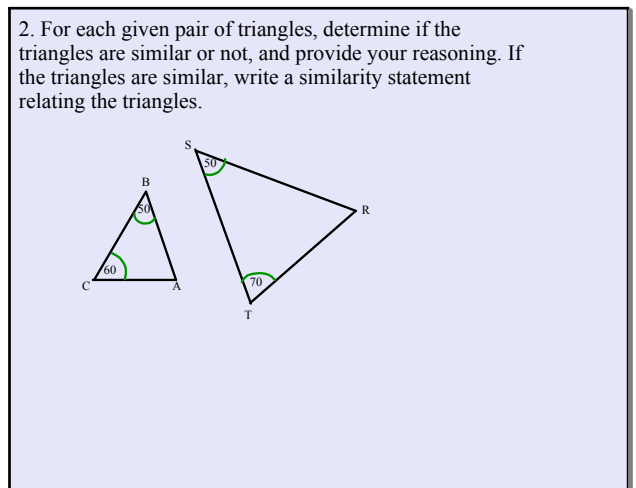 2. For each given pair of triangles, determine if the
triangles are similar or not, and provide your reasoning. If
the triangles are similar, write a similarity statement
relating the triangles.
S
50
B
50
R
60
C
A
70
T